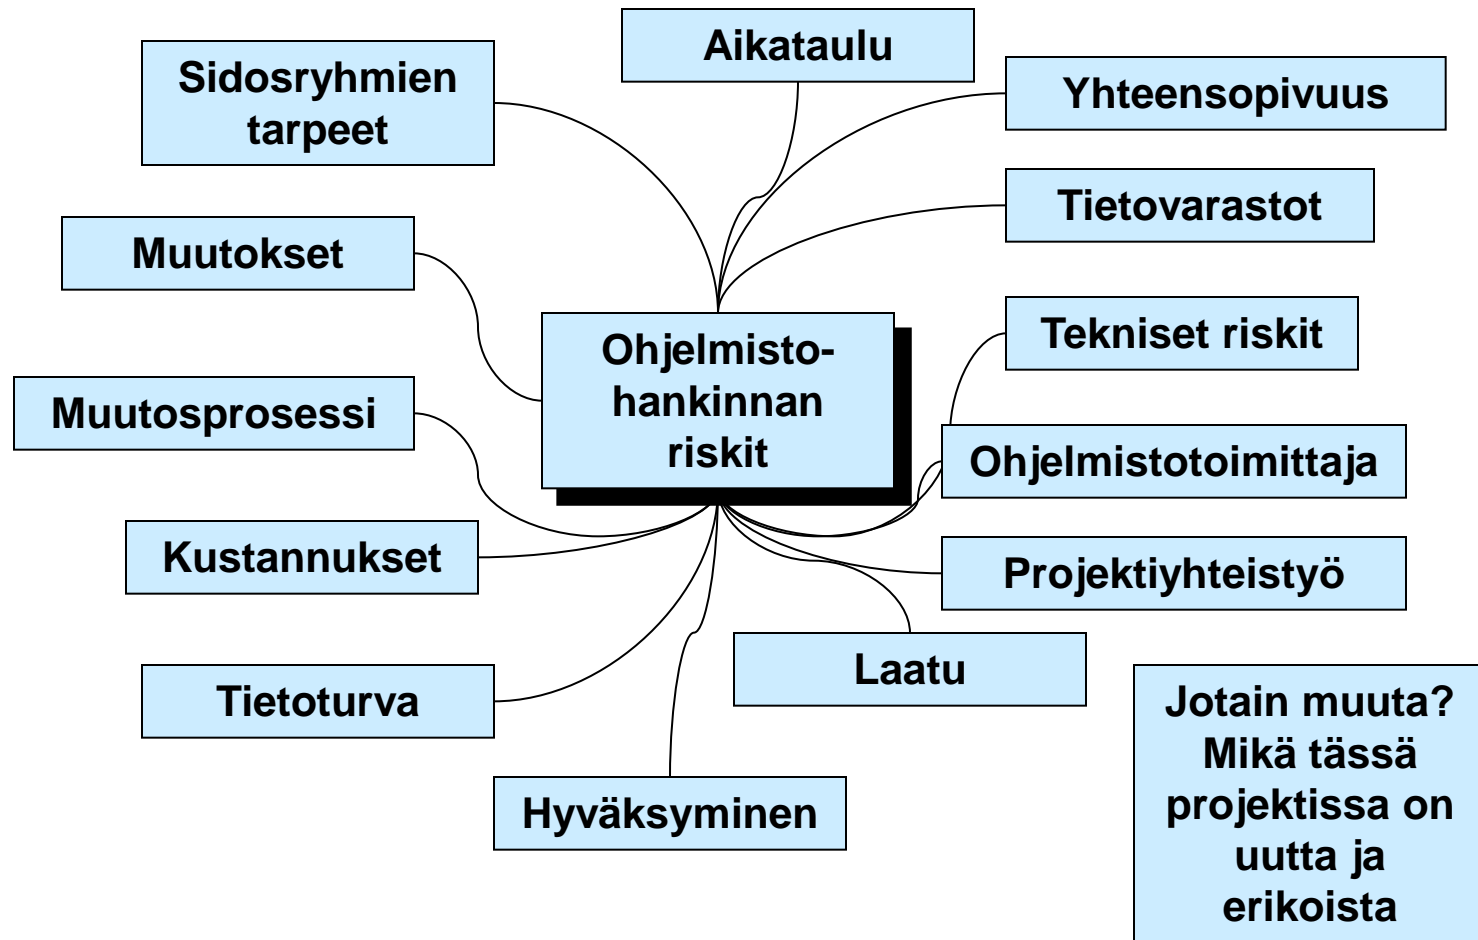 Aikataulu
Sidosryhmien
tarpeet
Yhteensopivuus
Tietovarastot
Muutokset
Tekniset riskit
Ohjelmisto-
hankinnan
riskit
Muutosprosessi
Ohjelmistotoimittaja
Kustannukset
Projektiyhteistyö
Laatu
Tietoturva
Hyväksyminen
Jotain muuta?
Mikä tässä
projektissa on
uutta ja
erikoista